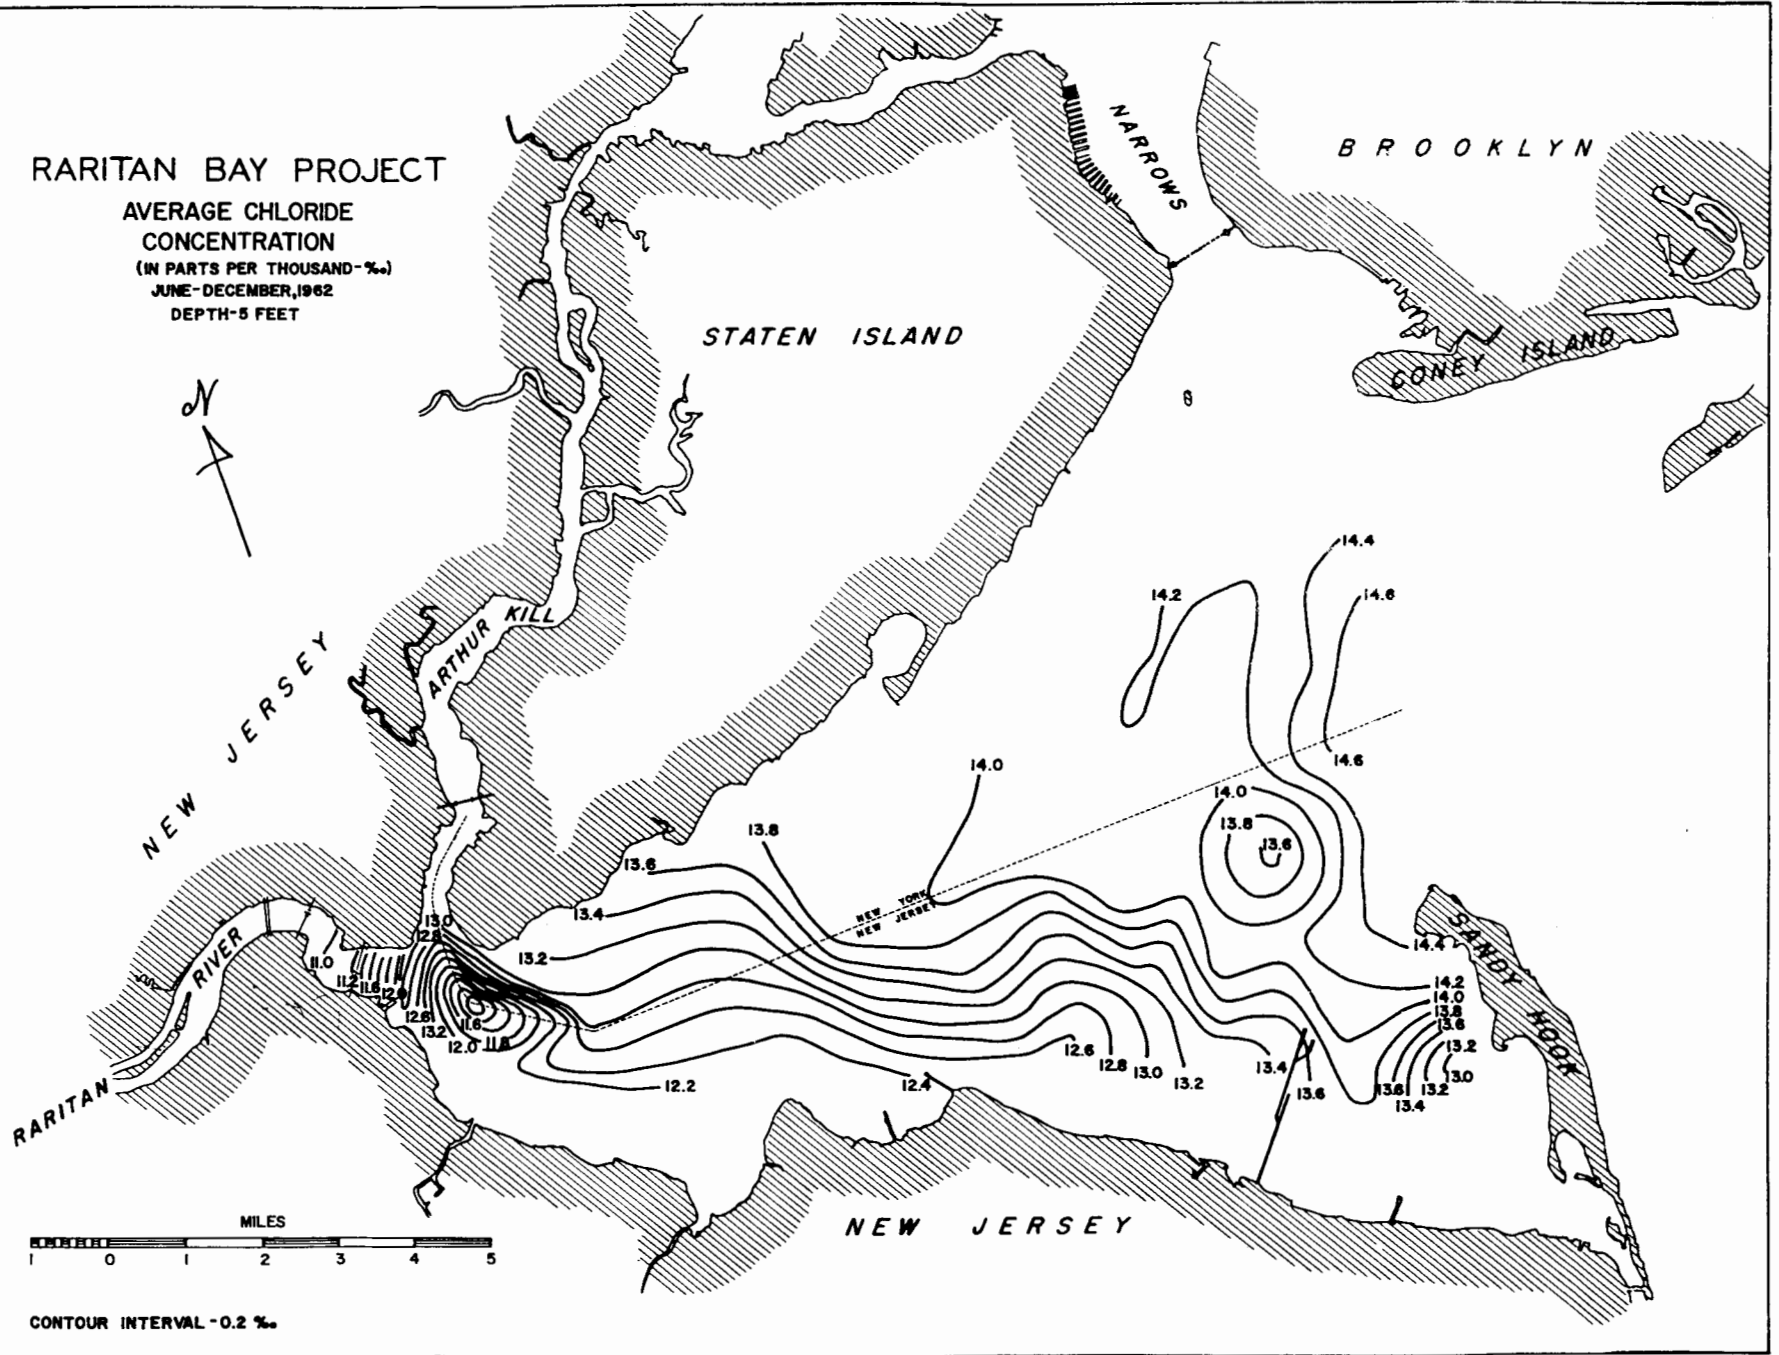 RARITAN BAY PROJECT
AVERAGE CHLORIDE
CONCENTRATION
(IN PARTS PER THOUSAND-‰)
JUNE-DECEMBER, 1962
DEPTH-5 FEET
N
NARROWS
BROOKLYN
STATEN ISLAND
CONEY ISLAND
ARTHUR KILL
NEW JERSEY
RARITAN RIVER
SANDY HOOK
NEW YORK
NEW JERSEY
NEW JERSEY
14.4
14.6
14.2
14.6
14.0
14.0
13.8
13.6
13.8
13.6
13.4
13.2
13.0
12.8
11.0
11.2
11.6
12.0
12.6
13.2
12.0
11.6
11.8
12.2
12.4
12.6
12.8
13.0
13.2
13.4
13.6
14.4
14.2
14.0
13.8
13.6
13.2
13.0
13.6
13.4
13.2
MILES
1 0 1 2 3 4 5
CONTOUR INTERVAL - 0.2 ‰